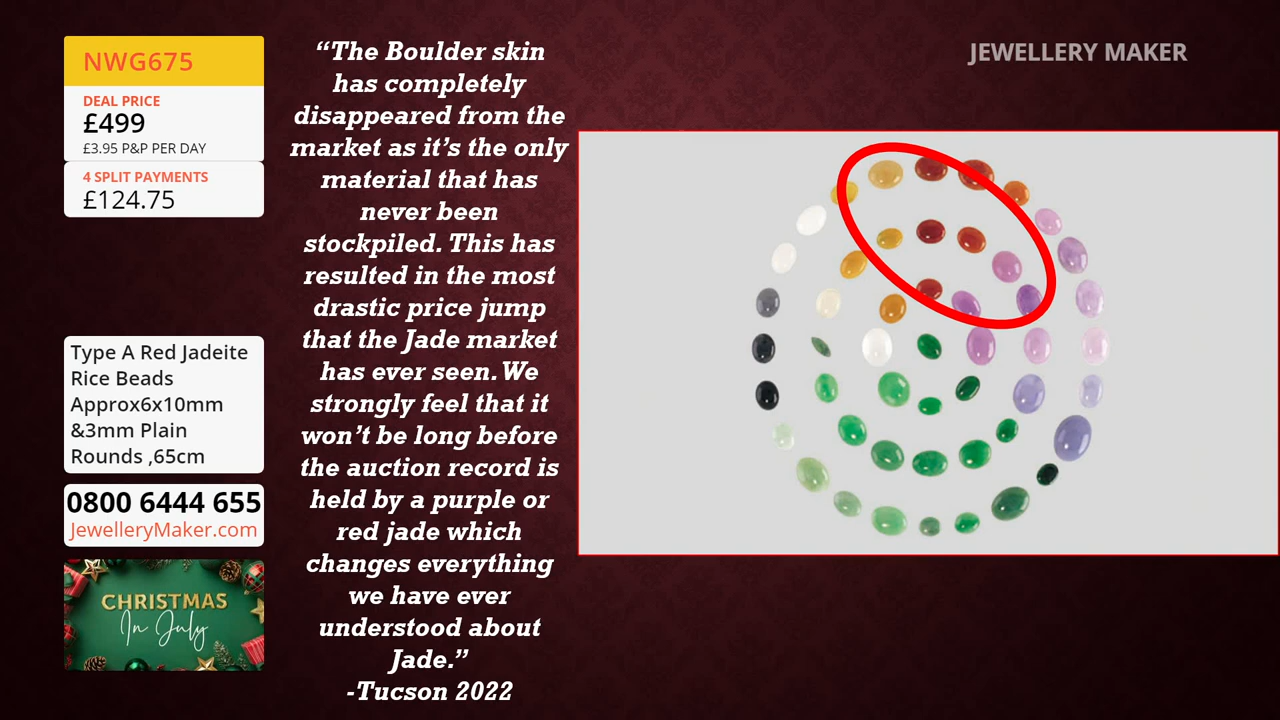 NWG675
DEAL PRICE
£499
£3.95 P&P PER DAY
4 SPLIT PAYMENTS
£124.75
Type A Red Jadeite
Rice Beads
Approx6x10mm
&3mm Plain
Rounds ,65cm
0800 6444 655
JewelleryMaker.com
CHRISTMAS
In July
“The Boulder skin
has completely
disappeared from the
market as it’s the only
material that has
never been
stockpiled. This has
resulted in the most
drastic price jump
that the Jade market
has ever seen. We
strongly feel that it
won’t be long before
the auction record is
held by a purple or
red jade which
changes everything
we have ever
understood about
Jade.”
-Tucson 2022
JEWELLERY MAKER